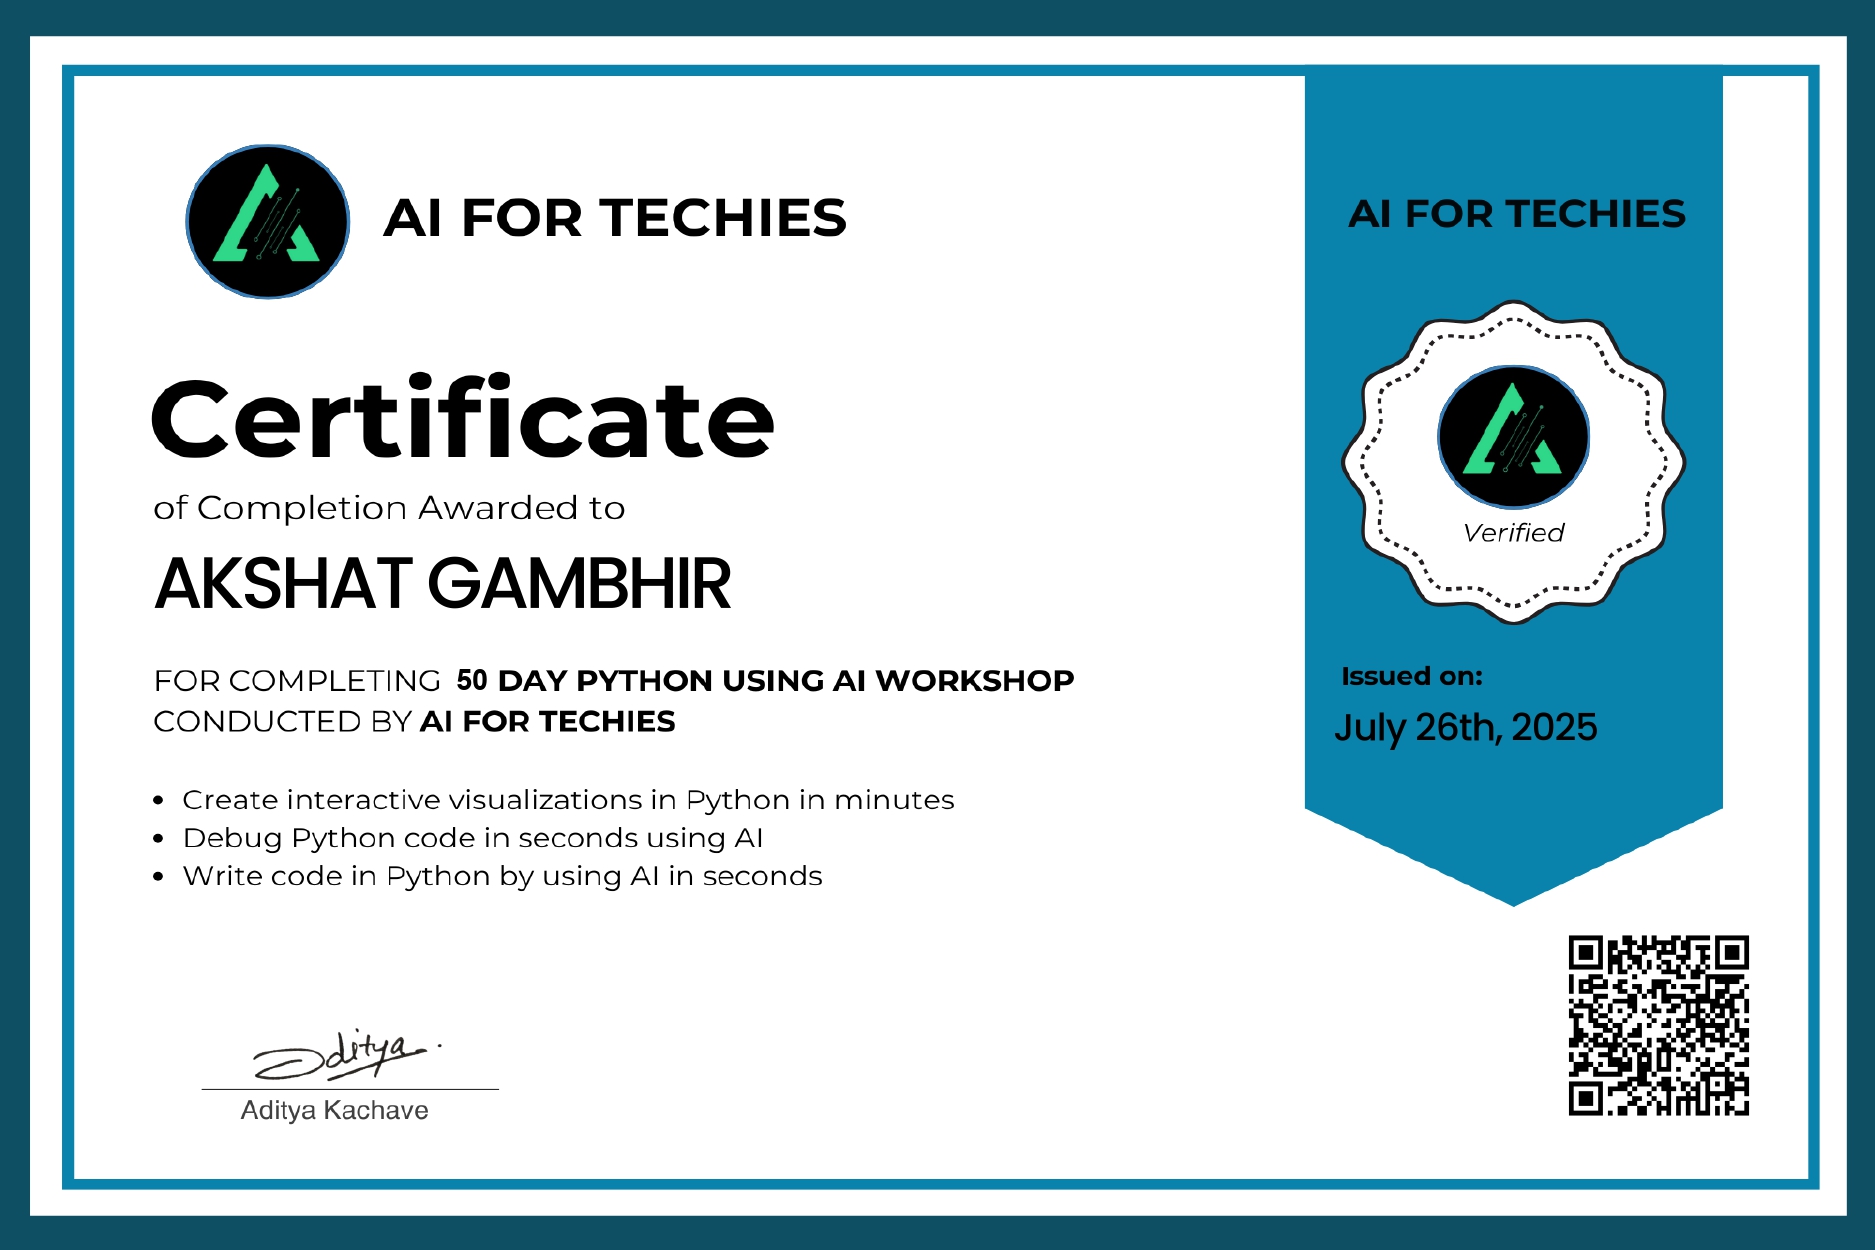 AI FOR TECHIES
Certificate
of Completion Awarded to
AKSHAT GAMBHIR
FOR COMPLETING 50 DAY PYTHON USING AI WORKSHOP
CONDUCTED BY AI FOR TECHIES
• Create interactive visualizations in Python in minutes
• Debug Python code in seconds using AI
• Write code in Python by using AI in seconds
Aditya
Aditya Kachave
AI FOR TECHIES
Verified
Issued on:
July 26th, 2025